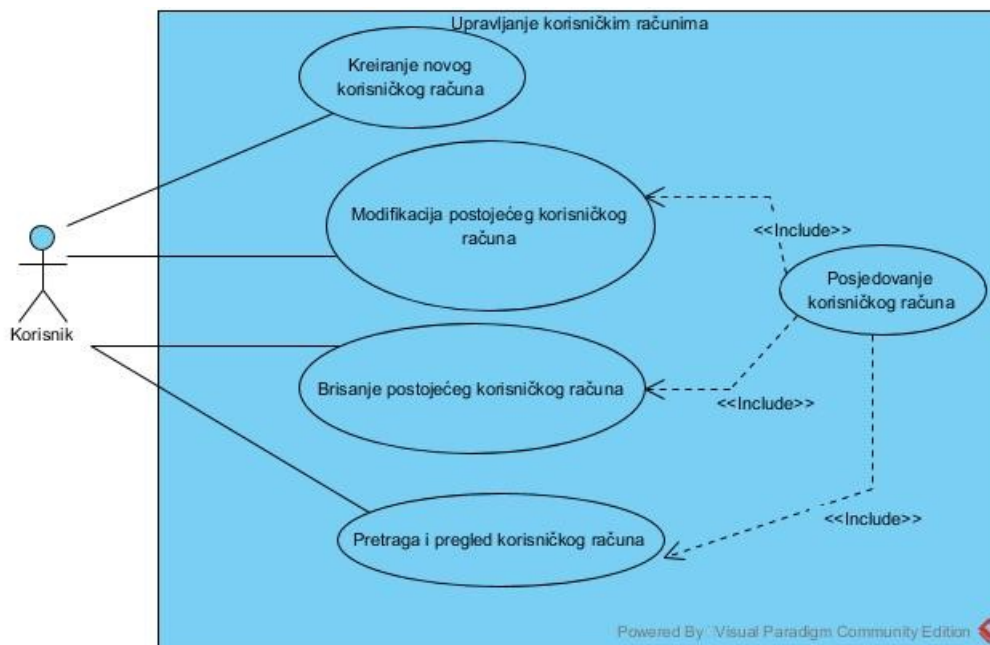 Upravljanje korisničkim računima
Kreiranje novog
korisničkog računa
Modifikacija postojećeg korisničkog
računa
<<Include>>
Posjedovanje
korisničkog računa
Korisnik
Brisanje postojećeg korisničkog računa
<<Include>>
<<Include>>
Pretraga i pregled korisničkog računa
Powered By Visual Paradigm Community Edition